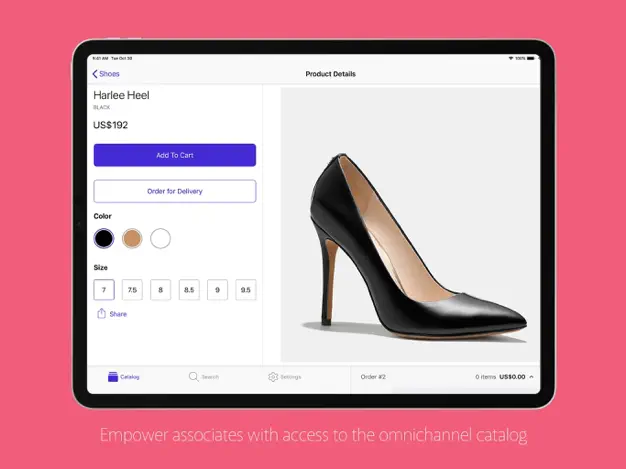 9:41 AM Tue Oct 30
100%
Shoes
Product Details
Harlee Heel
BLACK
US$192
Add To Cart
Order for Delivery
Color
Size
7 7.5 8 8.5 9 9.5
Share
Catalog Search Settings Order #2 0 items US$0.00
Empower associates with access to the omnichannel catalog